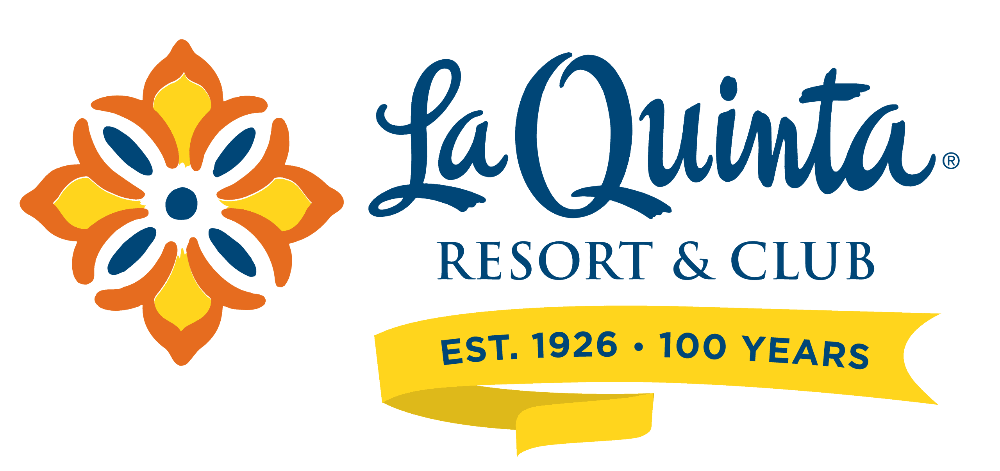 La Quinta®
RESORT & CLUB
EST. 1926 • 100 YEARS